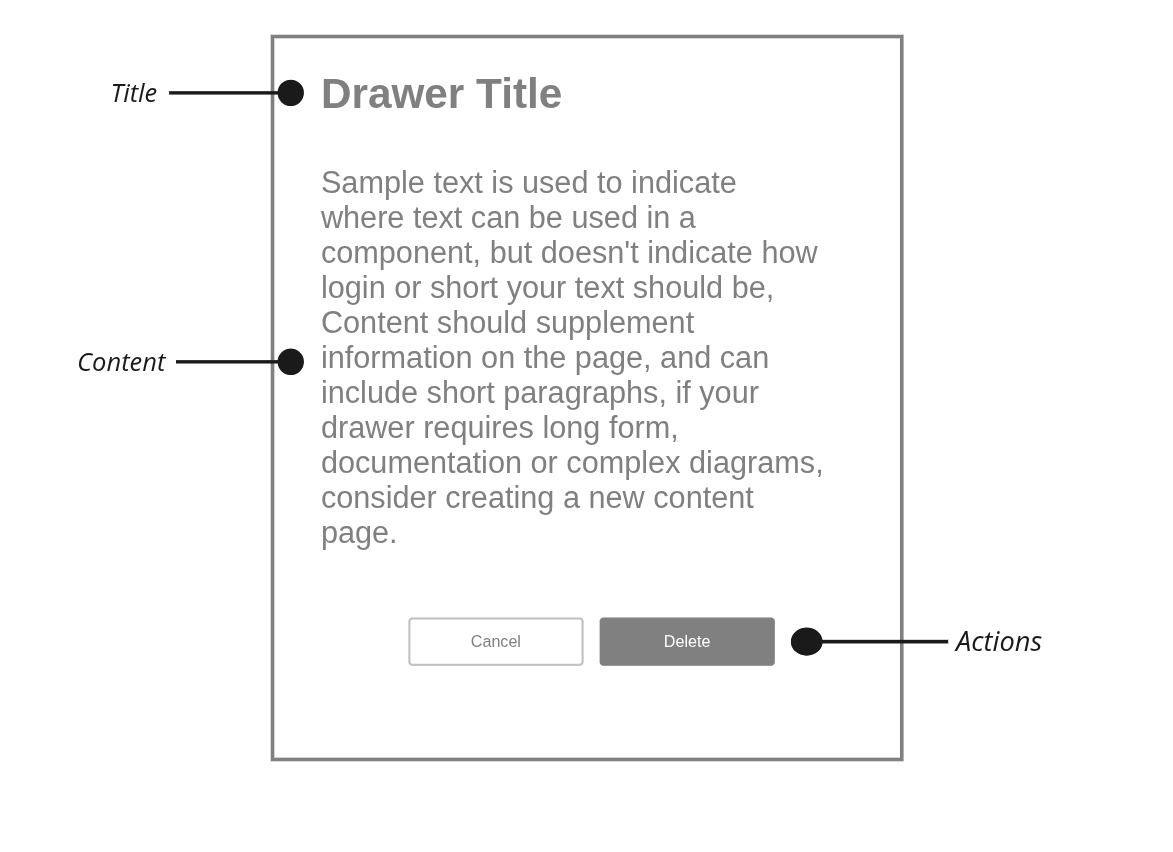 Title
Drawer Title
Sample text is used to indicate
where text can be used in a
component, but doesn't indicate how
login or short your text should be,
Content should supplement
Content
information on the page, and can
include short paragraphs, if your
drawer requires long form,
documentation or complex diagrams,
consider creating a new content
page.
Cancel
Delete
Actions